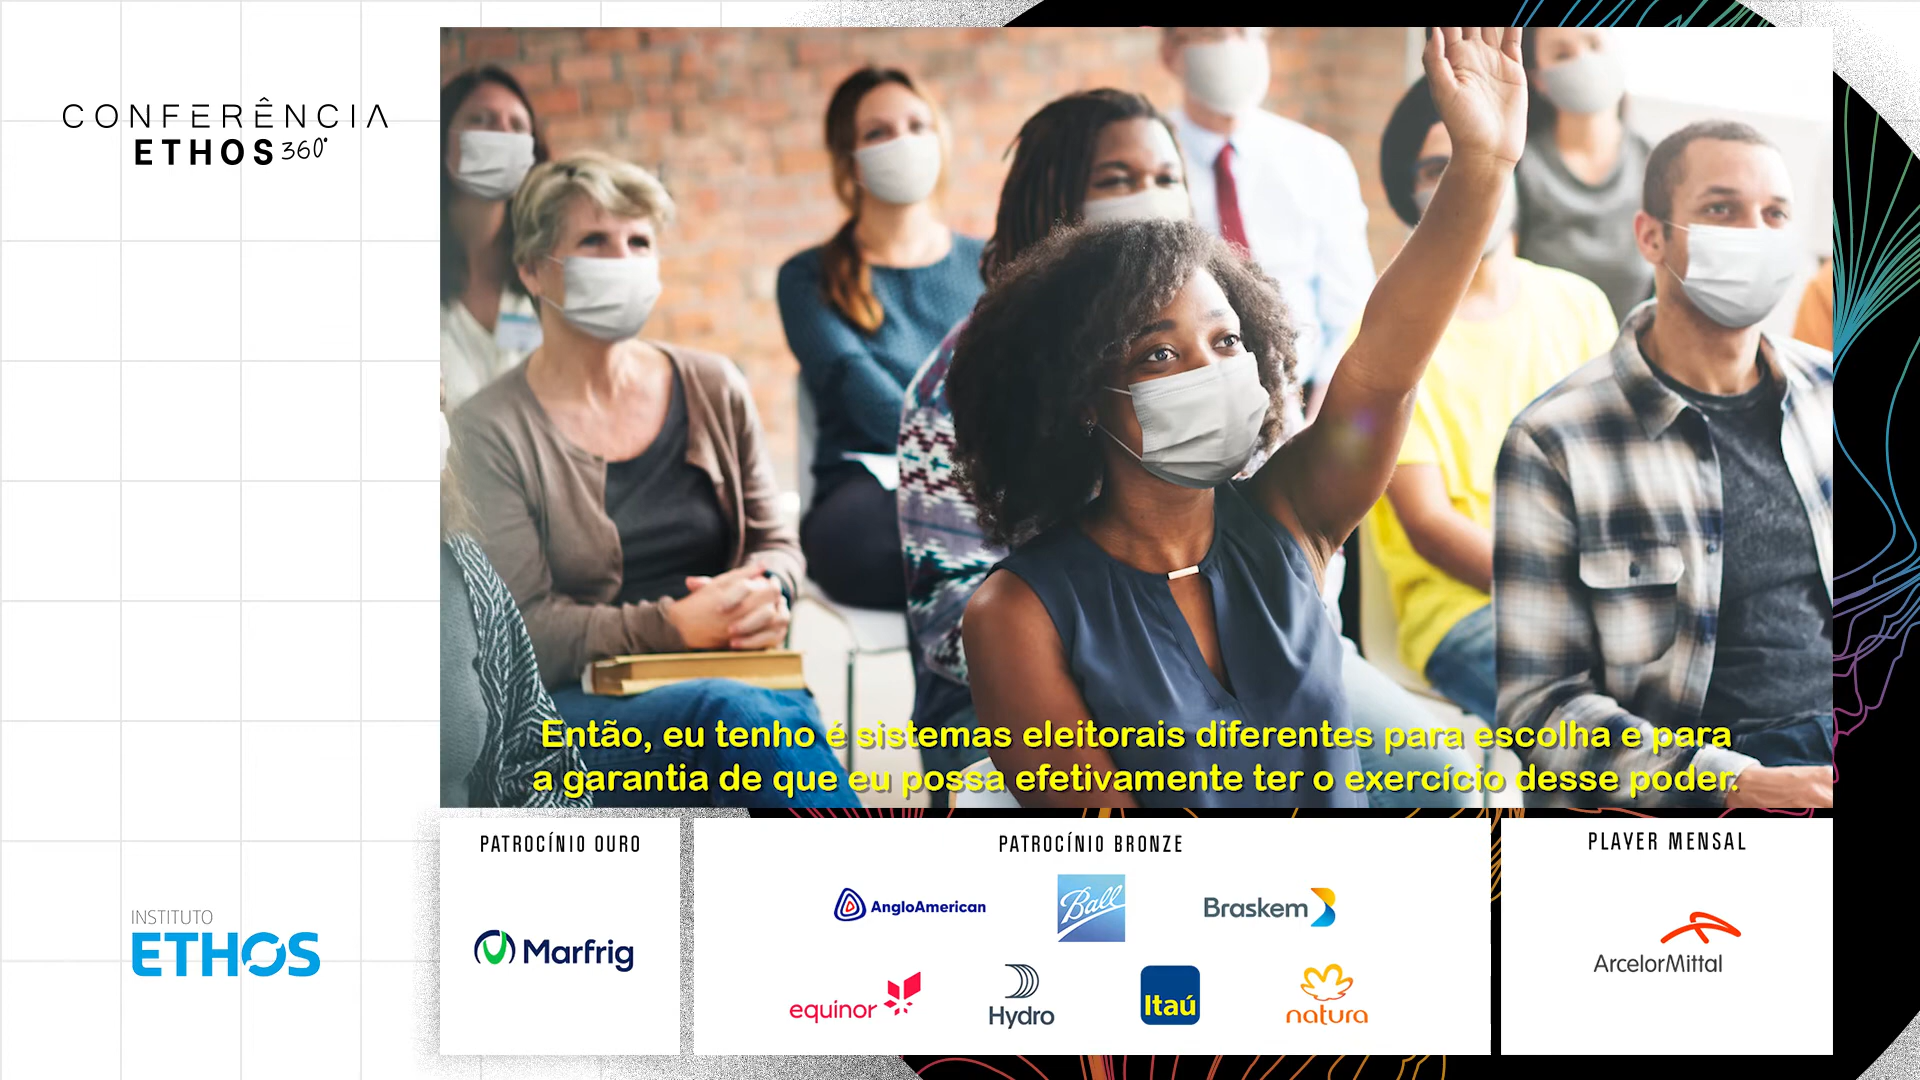 CONFERÊNCIA
ETHOS 360°
Então, eu tenho é sistemas eleitorais diferentes para escolha e para
a garantia de que eu possa efetivamente ter o exercício desse poder.
INSTITUTO
ETHOS
PATROCÍNIO OURO
Marfrig
PATROCÍNIO BRONZE
AngloAmerican
Ball
Braskem
equinor
Hydro
Itaú
natura
PLAYER MENSAL
ArcelorMittal